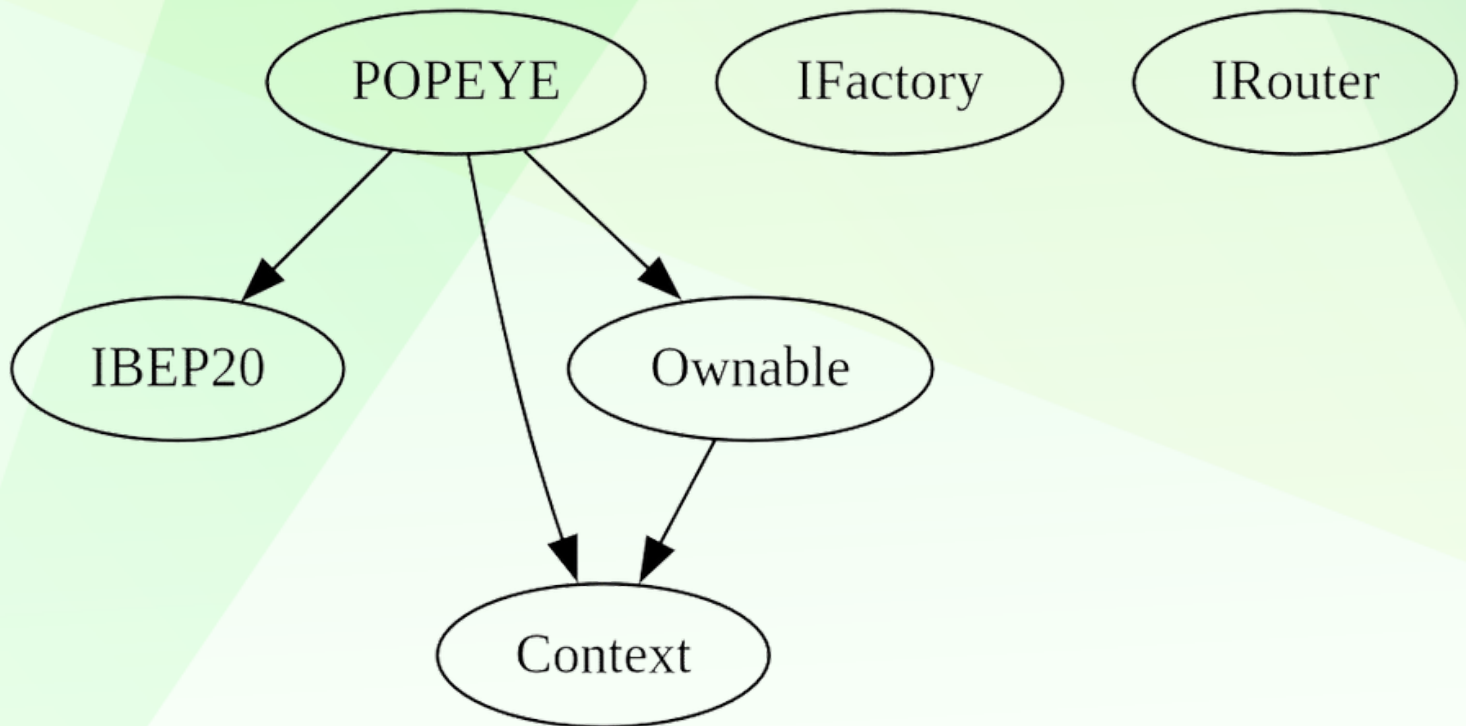 POPEYE
IFactory
IRouter
IBEP20
Ownable
Context